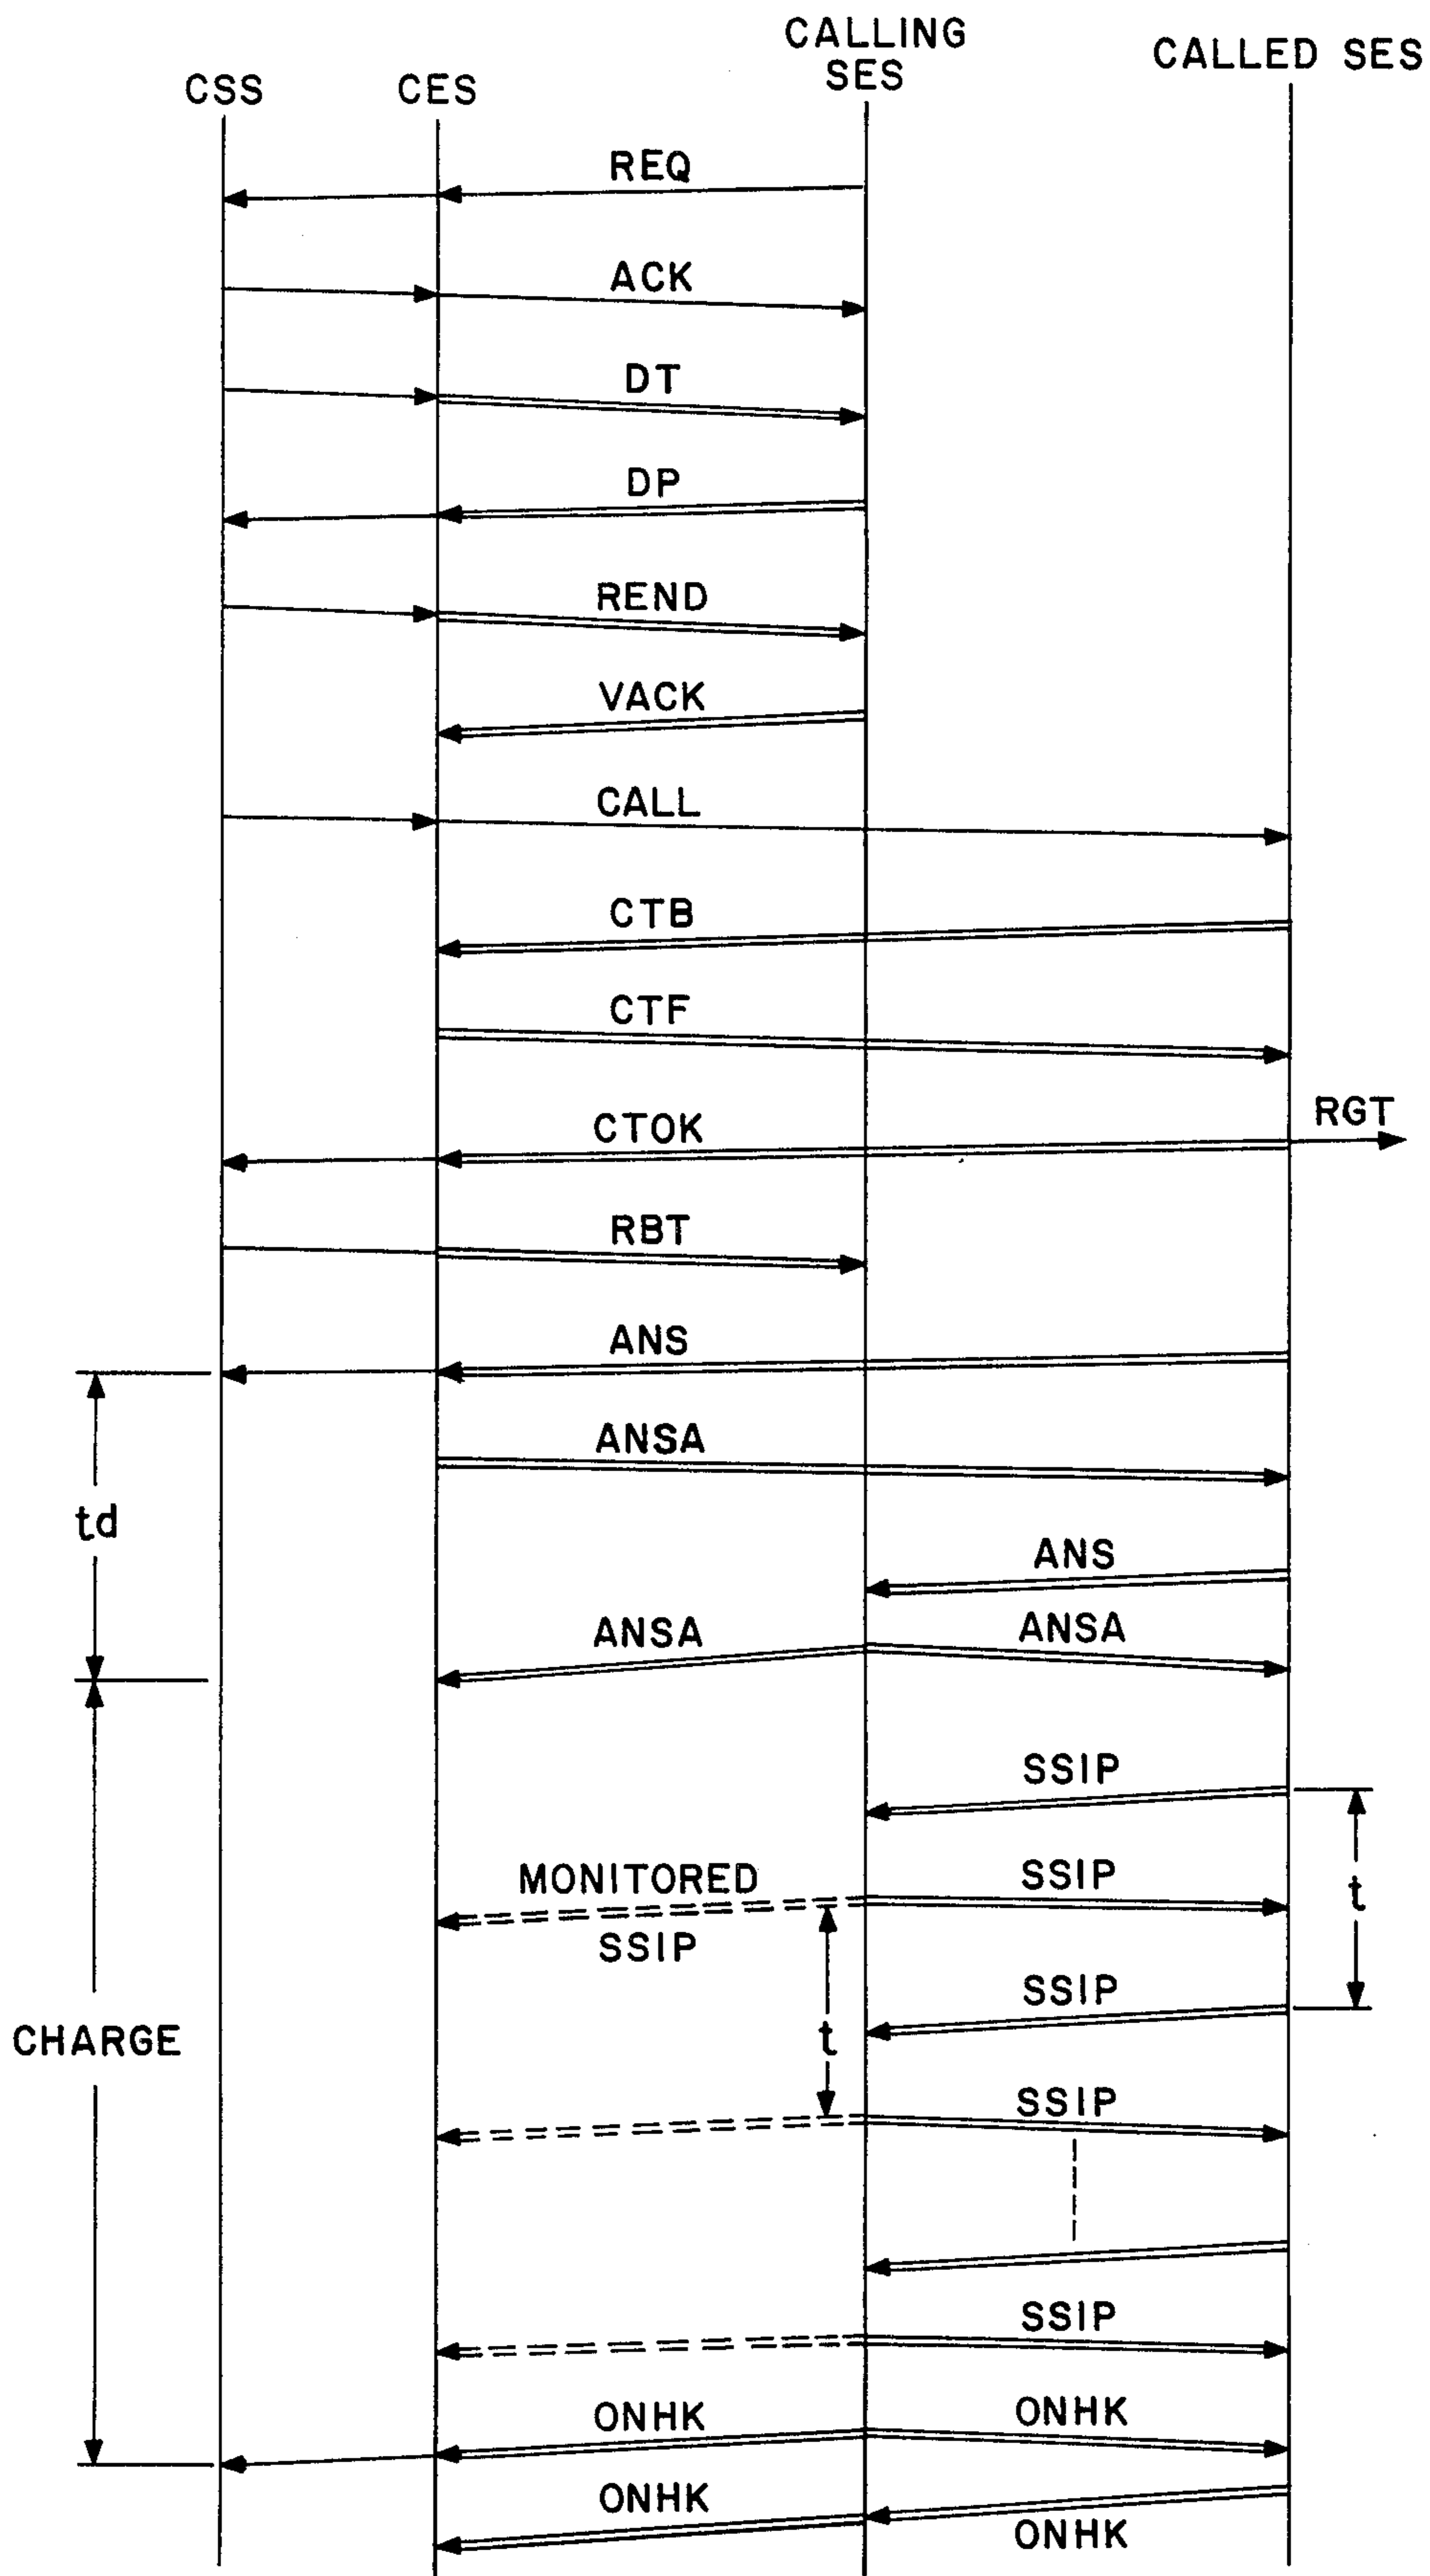 CALLING
SES
CALLED SES
CSS
CES
REQ
ACK
DT
DP
REND
VACK
CALL
CTB
CTF
CTOK
RGT
RBT
ANS
ANSA
td
ANS
ANSA
ANSA
SSIP
MONITORED
SSIP
SSIP
t
SSIP
t
CHARGE
SSIP
SSIP
ONHK
ONHK
ONHK
ONHK